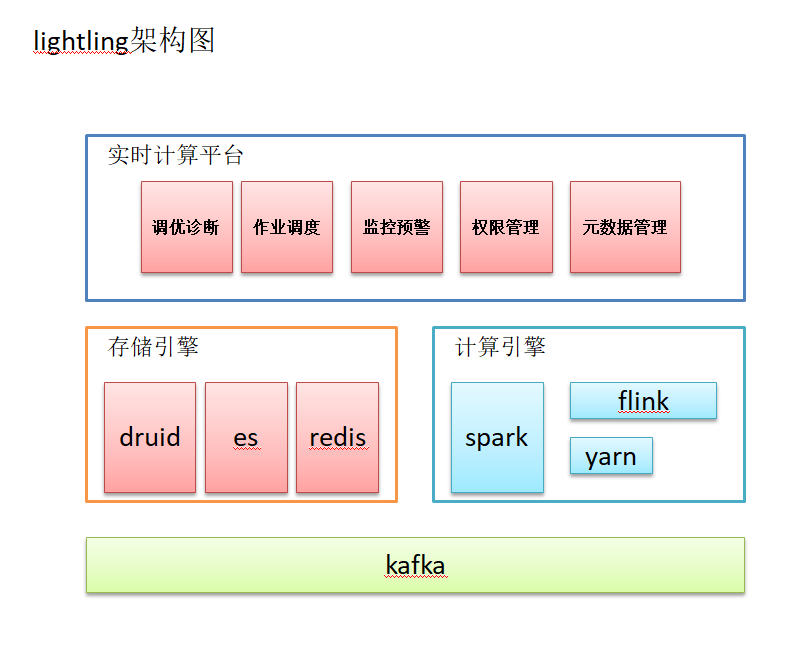 lightling架构图
实时计算平台
调优诊断
作业调度
监控预警
权限管理
元数据管理
存储引擎
druid
es
redis
计算引擎
spark
flink
yarn
kafka